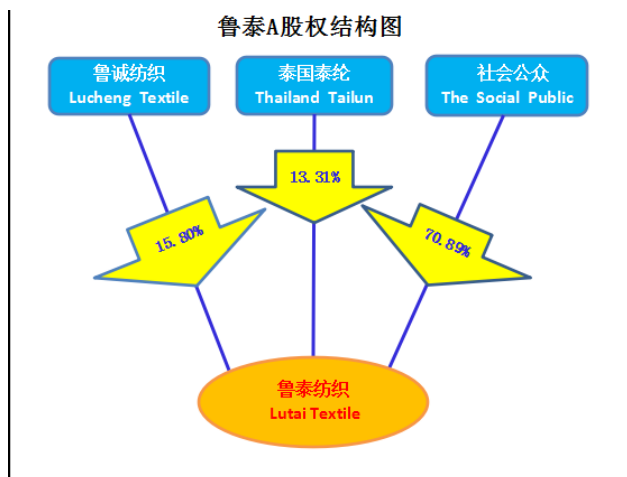 鲁泰A股权结构图
鲁诚纺织
Lucheng Textile
泰国泰纶
Thailand Tailun
社会公众
The Social Public
15.80%
13.31%
70.89%
鲁泰纺织
Lutai Textile